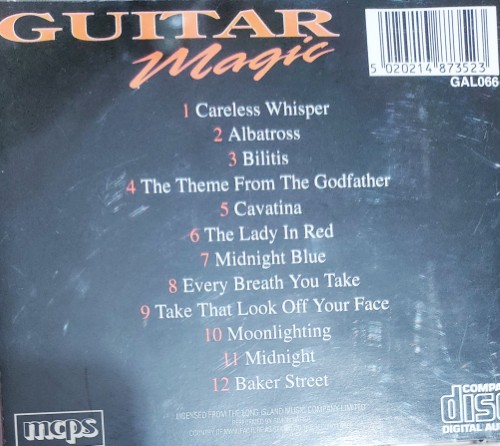 GUITAR
Magic
5 020214 873523
GAL066
1 Careless Whisper
2 Albatross
3 Bilitis
4 The Theme From The Godfather
5 Cavatina
6 The Lady In Red
7 Midnight Blue
8 Every Breath You Take
9 Take That Look Off Your Face
10 Moonlighting
11 Midnight
12 Baker Street
LICENSED FROM THE LONG ISLAND MUSIC COMPANY LIMITED
mcps
COMPA
disc
DIGITAL AU